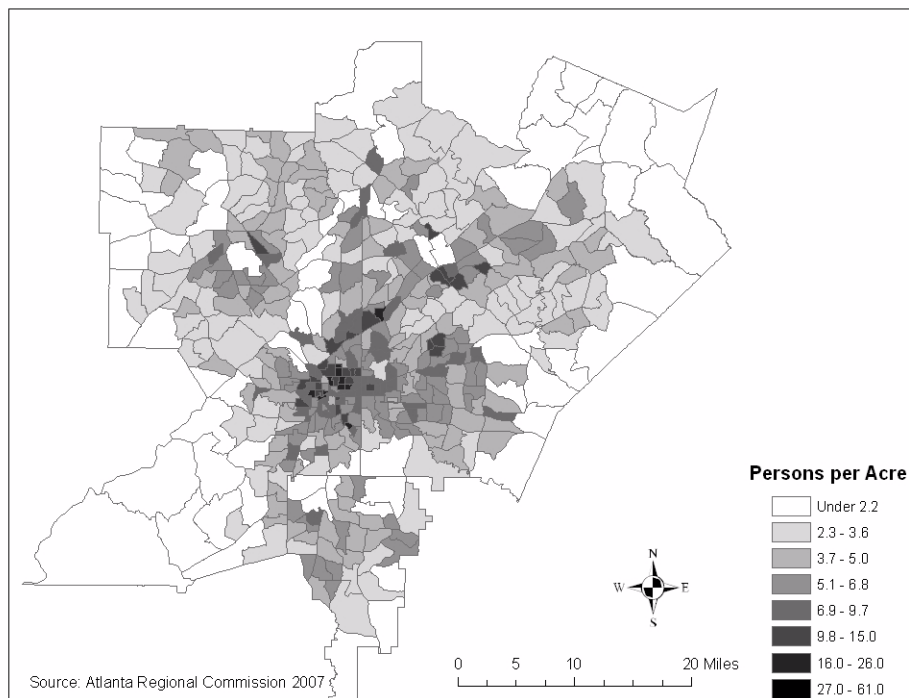 Persons per Acre
Under 2.2
2.3 - 3.6
3.7 - 5.0
5.1 - 6.8
6.9 - 9.7
9.8 - 15.0
16.0 - 26.0
27.0 - 61.0
N
W E
S
0 5 10 20 Miles
Source: Atlanta Regional Commission 2007